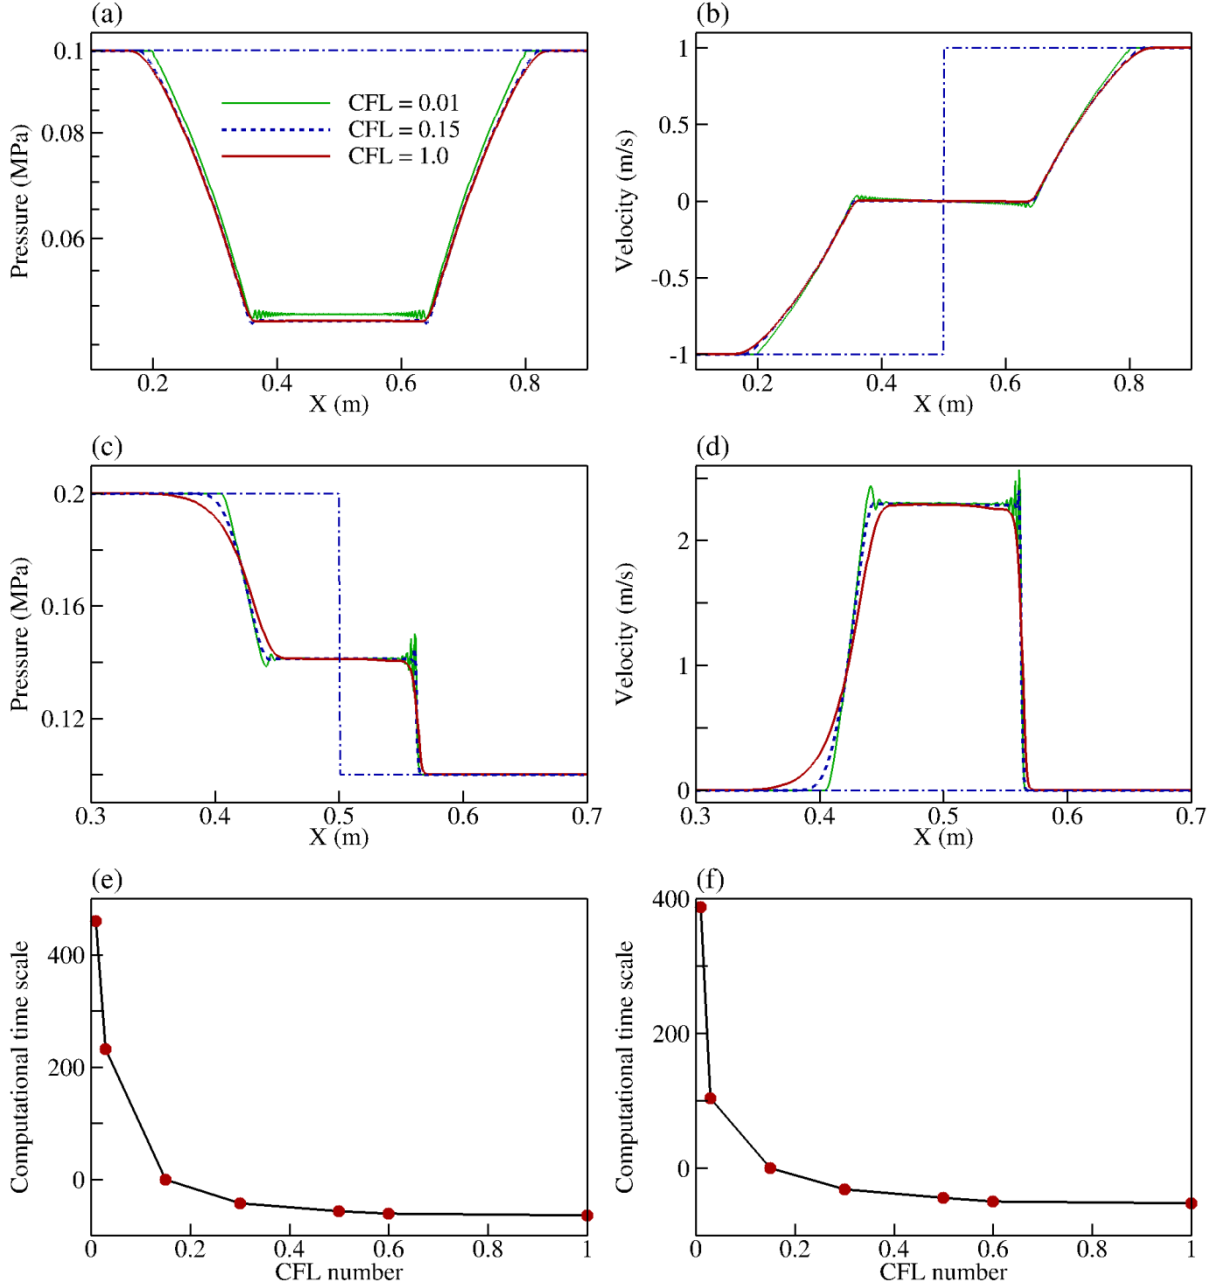 (a)
Pressure (MPa)
0.1
0.08
0.06
CFL = 0.01
CFL = 0.15
CFL = 1.0
0.2
0.4
0.6
0.8
X (m)
(b)
Velocity (m/s)
1
0.5
0
-0.5
-1
0.2
0.4
0.6
0.8
X (m)
(c)
Pressure (MPa)
0.2
0.16
0.12
0.3
0.4
0.5
0.6
0.7
X (m)
(d)
Velocity (m/s)
2
1
0
0.3
0.4
0.5
0.6
0.7
X (m)
(e)
Computational time scale
400
200
0
0
0.2
0.4
0.6
0.8
1
CFL number
(f)
Computational time scale
400
200
0
0
0.2
0.4
0.6
0.8
1
CFL number